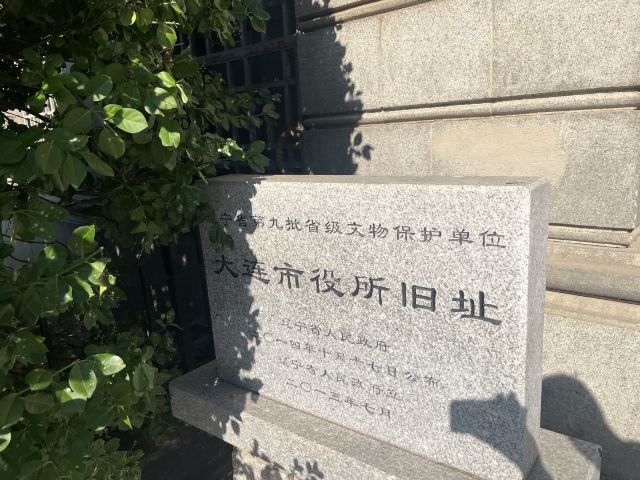 宁省第九批省级文物保护单位
大连市役所旧址
辽宁省人民政府
二〇一四年十月十七日公布
辽宁省人民政府立
二〇一五年七月